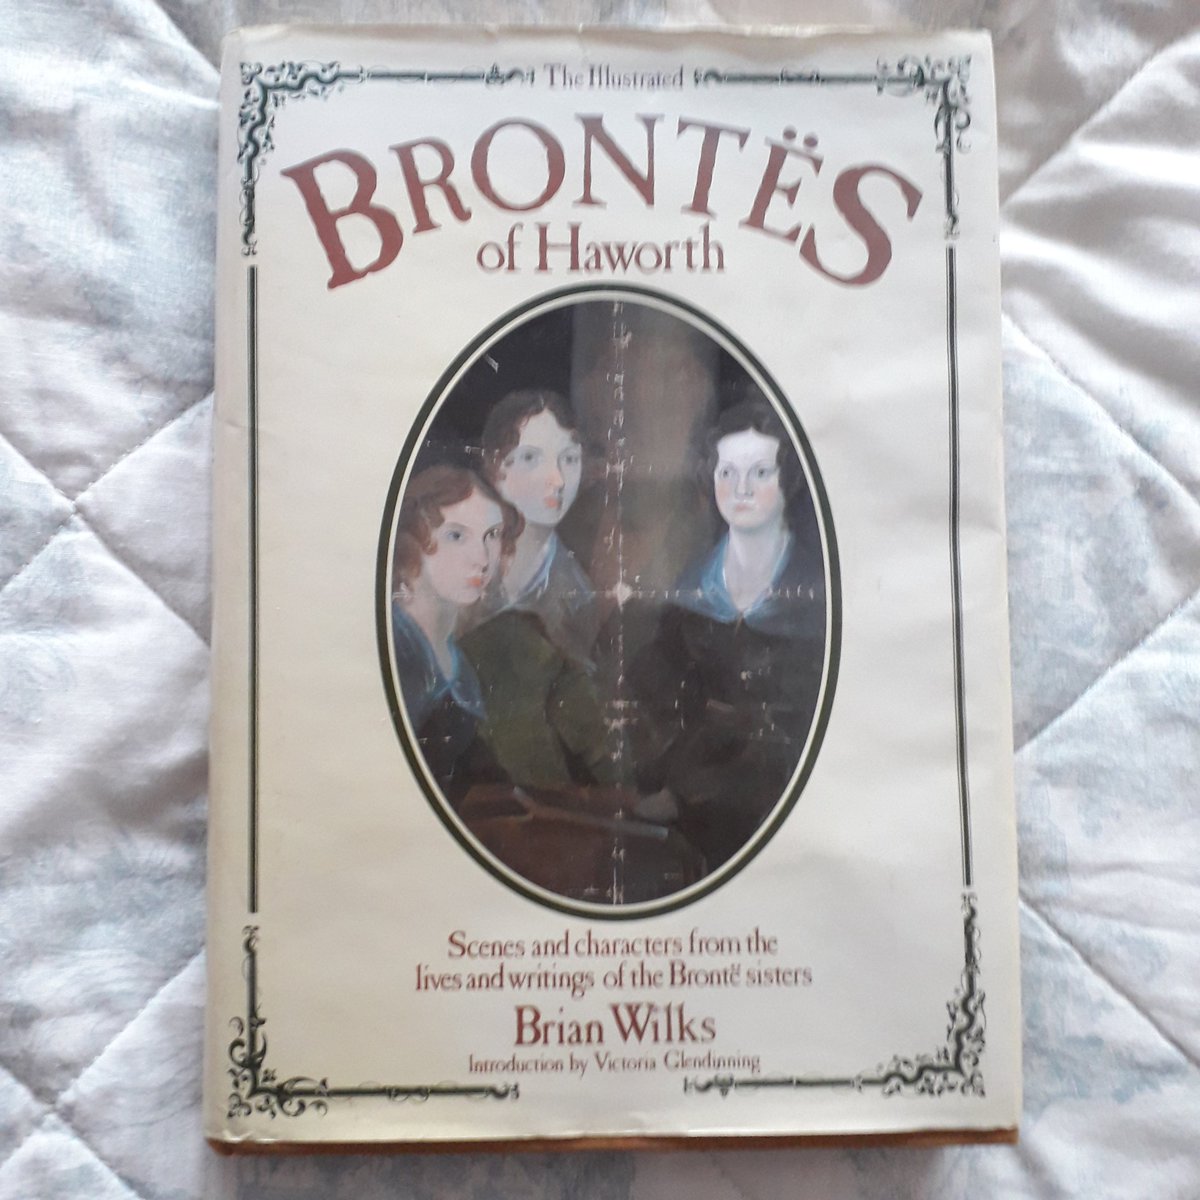 The Illustrated
BRONTËS
of Haworth
Scenes and characters from the
lives and writings of the Brontë sisters
Brian Wilks
Introduction by Victoria Glendinning